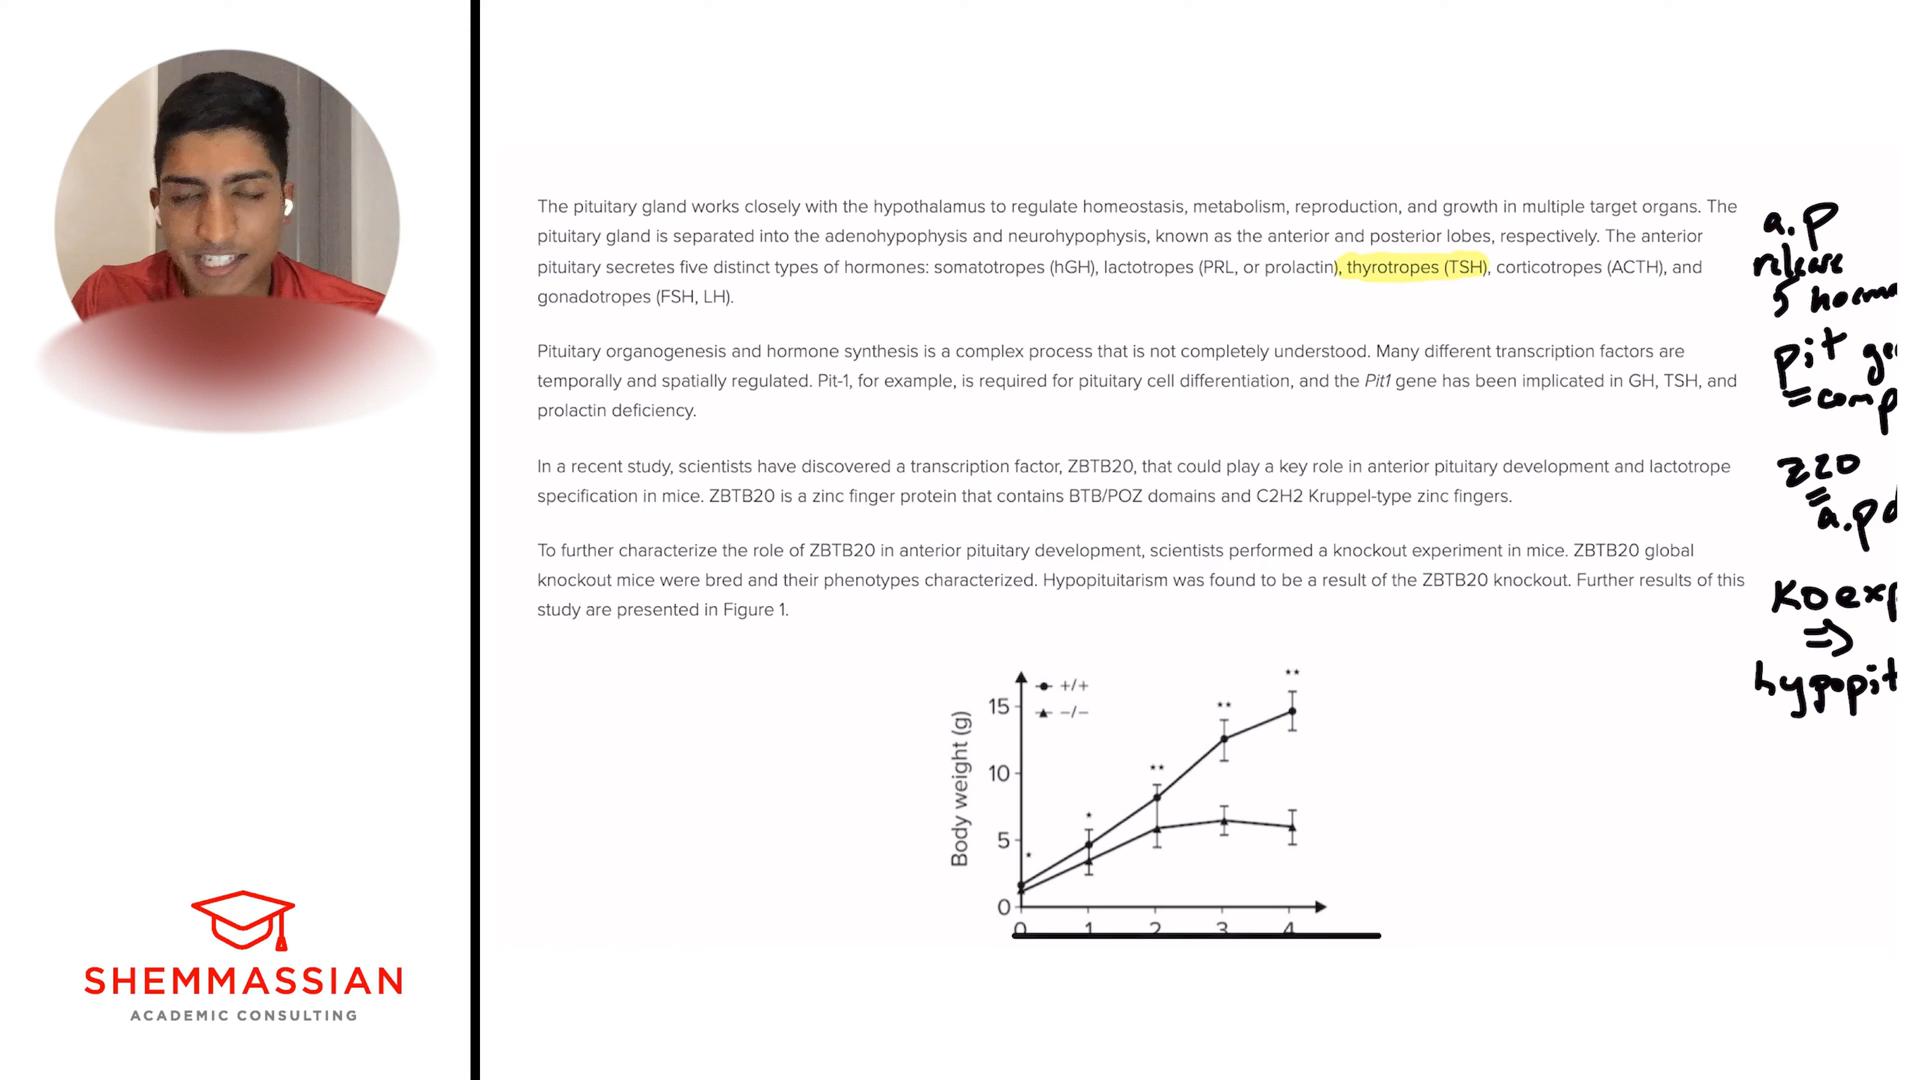 The pituitary gland works closely with the hypothalamus to regulate homeostasis, metabolism, reproduction, and growth in multiple target organs. The
pituitary gland is separated into the adenohypophysis and neurohypophysis, known as the anterior and posterior lobes, respectively. The anterior
pituitary secretes five distinct types of hormones: somatotropes (hGH), lactotropes (PRL, or prolactin), thyrotropes (TSH), corticotropes (ACTH), and
gonadotropes (FSH, LH).
Pituitary organogenesis and hormone synthesis is a complex process that is not completely understood. Many different transcription factors are
temporally and spatially regulated. Pit-1, for example, is required for pituitary cell differentiation, and the Pit1 gene has been implicated in GH, TSH, and
prolactin deficiency.
In a recent study, scientists have discovered a transcription factor, ZBTB20, that could play a key role in anterior pituitary development and lactotrope
specification in mice. ZBTB20 is a zinc finger protein that contains BTB/POZ domains and C2H2 Kruppel-type zinc fingers.
To further characterize the role of ZBTB20 in anterior pituitary development, scientists performed a knockout experiment in mice. ZBTB20 global
knockout mice were bred and their phenotypes characterized. Hypopituitarism was found to be a result of the ZBTB20 knockout. Further results of this
study are presented in Figure 1.
a.p
release
5 horm
pit ge
= comp
Z20
=
a.p d
KO exp
⇒
hypopit
+/+
-/-
**
**
**
*
*
15
10
5
0
Body weight (g)
0 1 2 3 4
SHEMMASSIAN
ACADEMIC CONSULTING